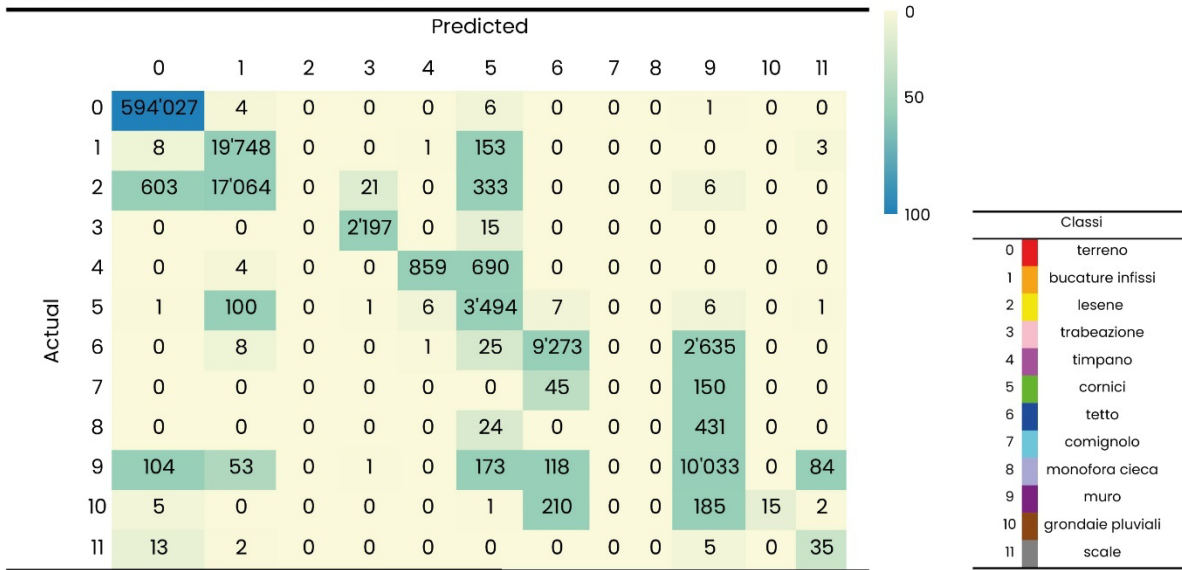 Predicted
0 1 2 3 4 5 6 7 8 9 10 11
Actual
0 594'027 4 0 0 0 6 0 0 0 1 0 0
1 8 19'748 0 0 1 153 0 0 0 0 0 3
2 603 17'064 0 21 0 333 0 0 0 6 0 0
3 0 0 0 2'197 0 15 0 0 0 0 0 0
4 0 4 0 0 859 690 0 0 0 0 0 0
5 1 100 0 1 6 3'494 7 0 0 6 0 1
6 0 8 0 0 1 25 9'273 0 0 2'635 0 0
7 0 0 0 0 0 0 45 0 0 150 0 0
8 0 0 0 0 0 24 0 0 0 431 0 0
9 104 53 0 1 0 173 118 0 0 10'033 0 84
10 5 0 0 0 0 1 210 0 0 185 15 2
11 13 2 0 0 0 0 0 0 0 5 0 35
0
50
100
Classi
0 terreno
1 bucature infissi
2 lesene
3 trabeazione
4 timpano
5 cornici
6 tetto
7 comignolo
8 monofora cieca
9 muro
10 grondaie pluviali
11 scale